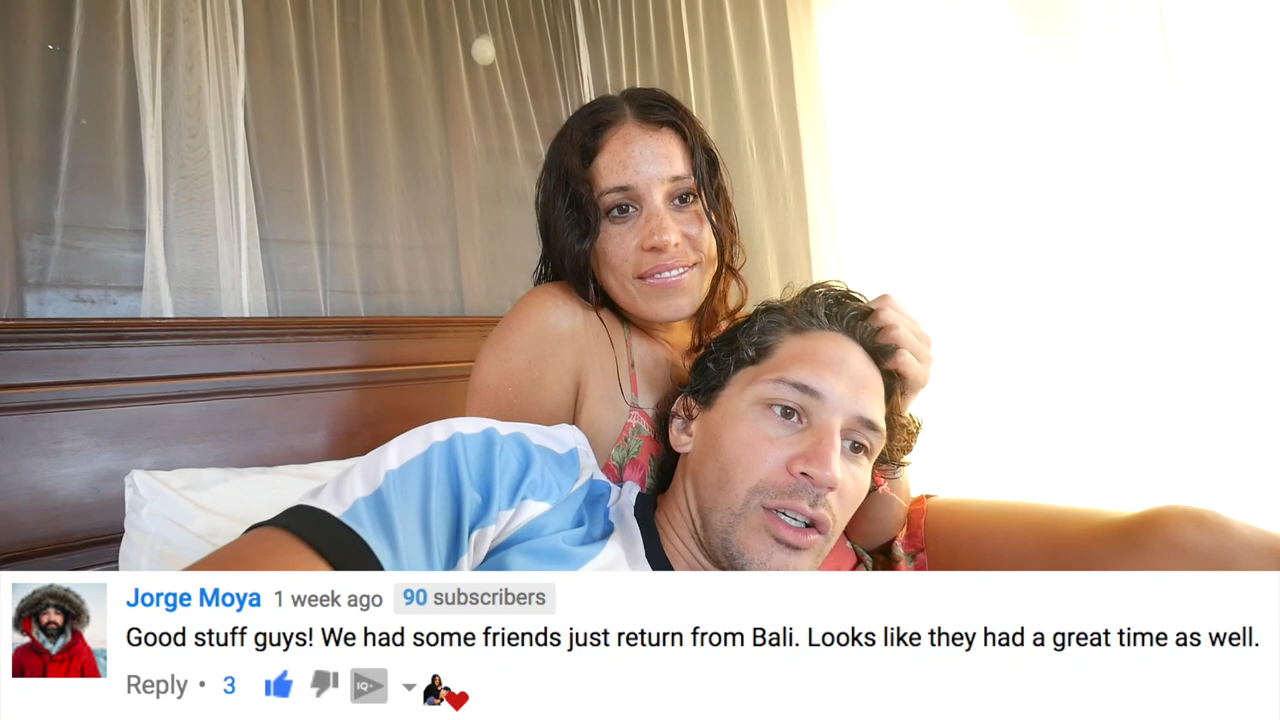 Jorge Moya 1 week ago 90 subscribers
Good stuff guys! We had some friends just return from Bali. Looks like they had a great time as well.
Reply • 3 IQ+